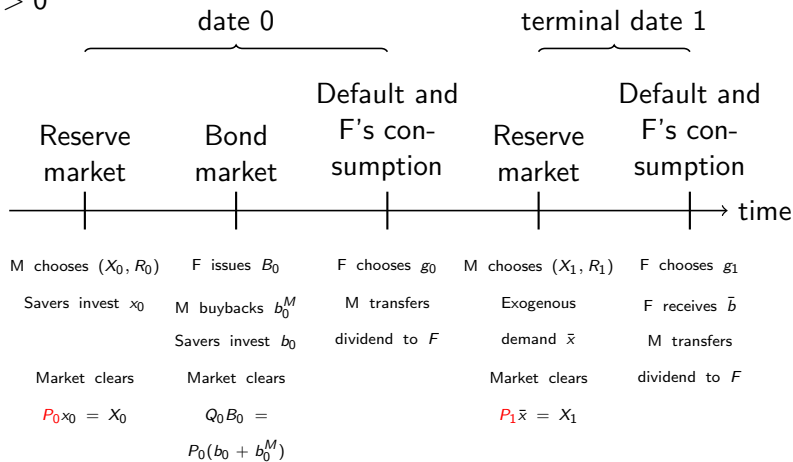 > 0
date 0
terminal date 1
Reserve
market
Bond
market
Default and
F's con-
sumption
Reserve
market
Default and
F's con-
sumption
time
M chooses (X₀, R₀)
Savers invest x₀
Market clears
P₀x₀ = X₀
F issues B₀
M buybacks b₀ᴹ
Savers invest b₀
Market clears
Q₀B₀ =
P₀(b₀ + b₀ᴹ)
F chooses g₀
M transfers
dividend to F
M chooses (X₁, R₁)
Exogenous
demand x̄
Market clears
P₁x̄ = X₁
F chooses g₁
F receives b̄
M transfers
dividend to F